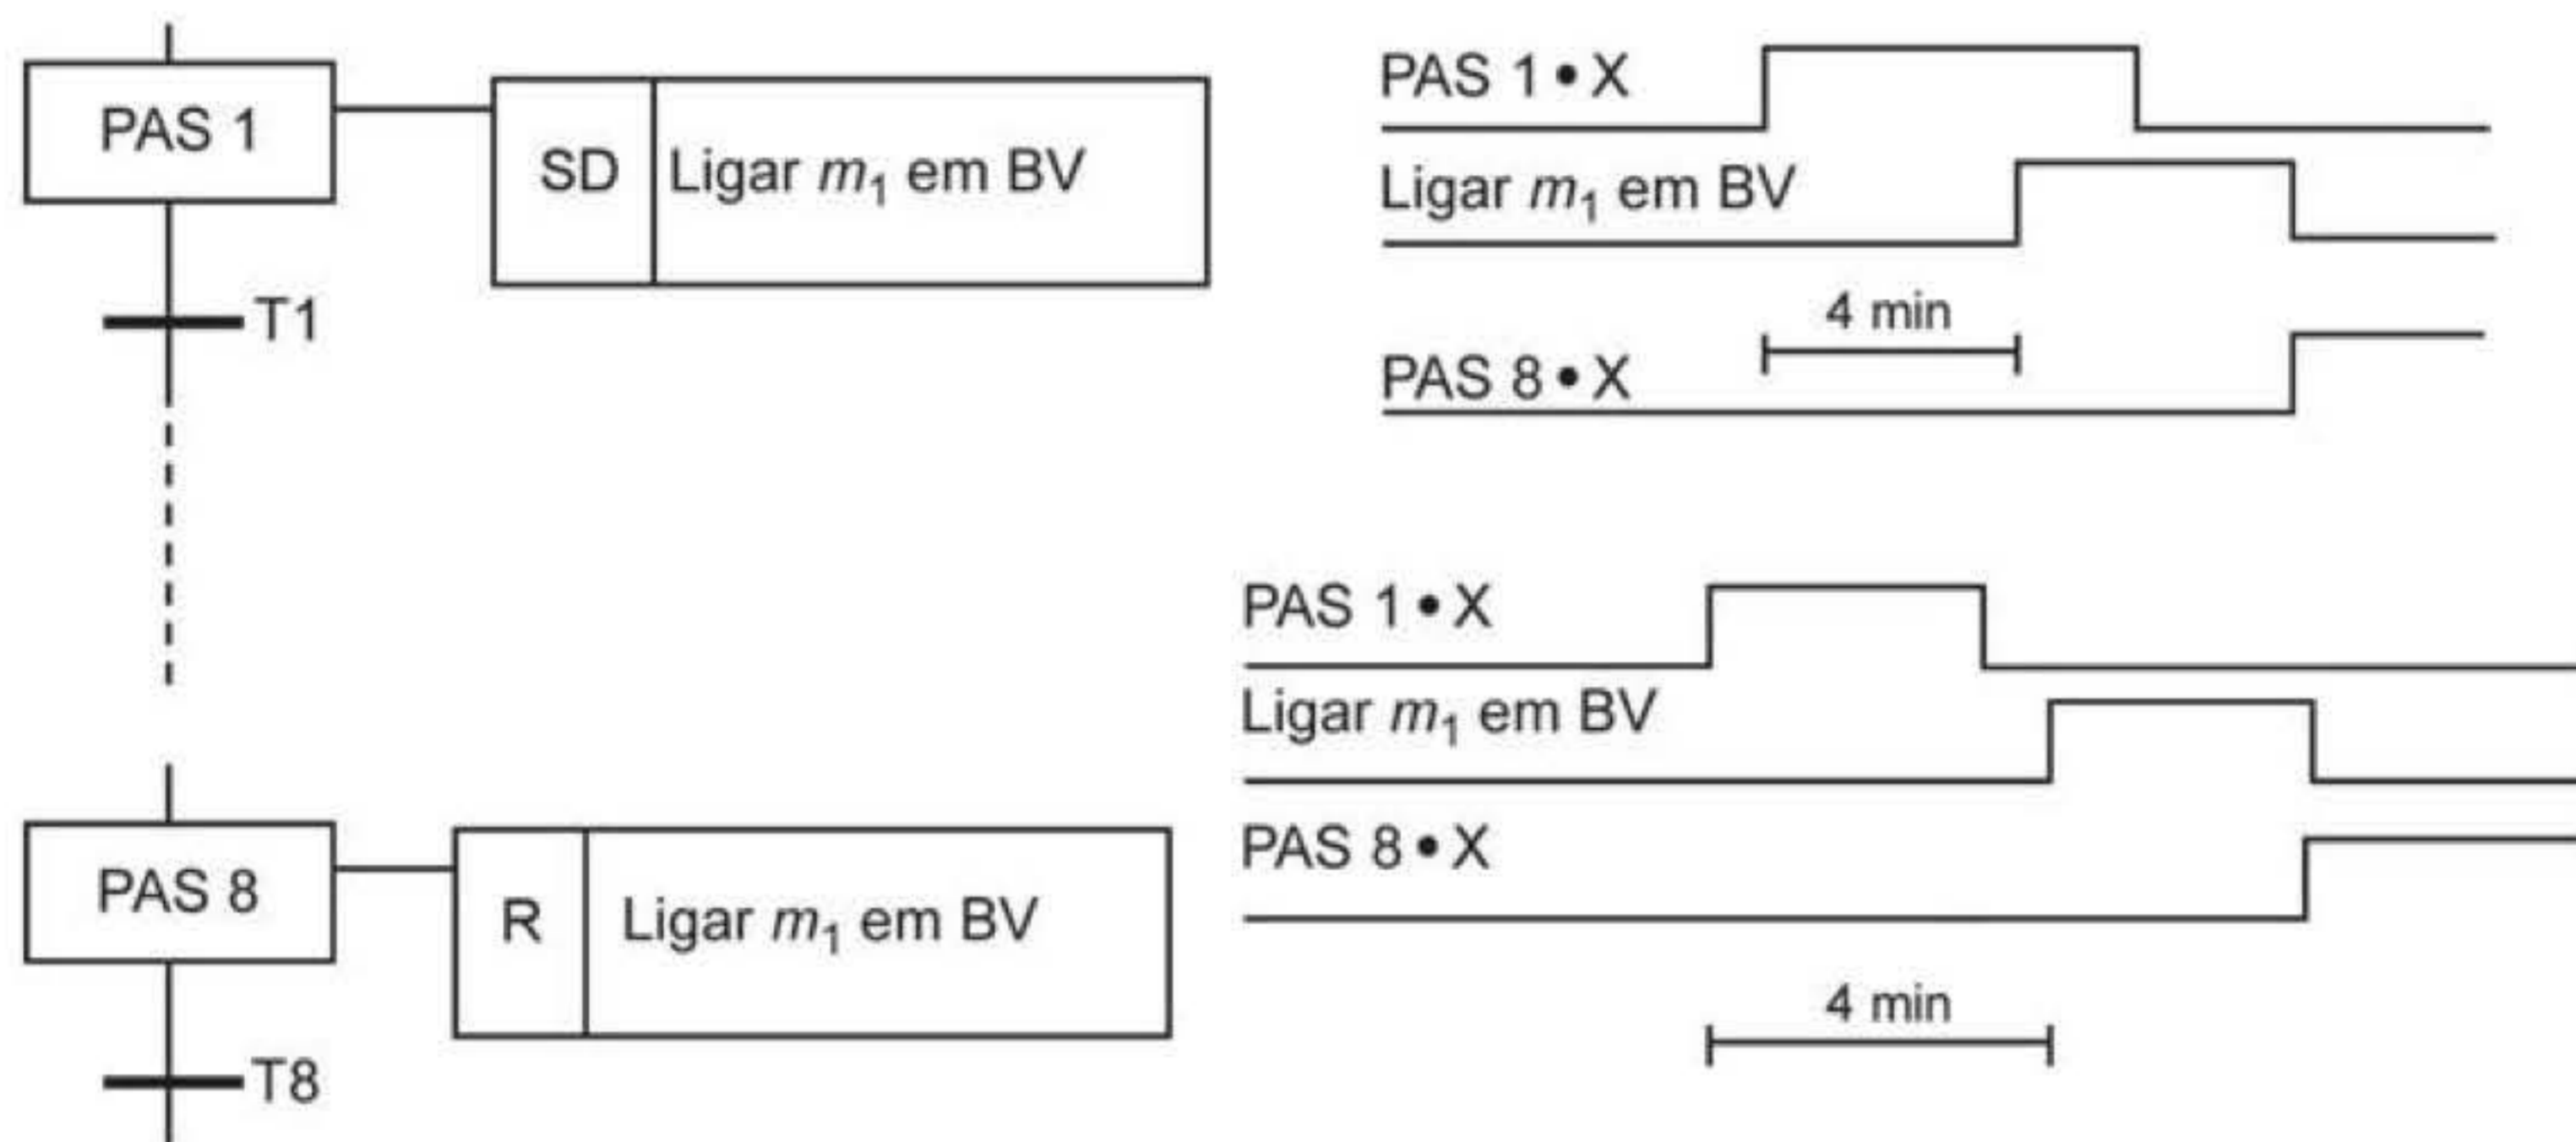 PAS 1
SD
Ligar m₁ em BV
T1
PAS 8
R
Ligar m₁ em BV
T8
PAS 1 • X
Ligar m₁ em BV
4 min
PAS 8 • X
PAS 1 • X
Ligar m₁ em BV
PAS 8 • X
4 min